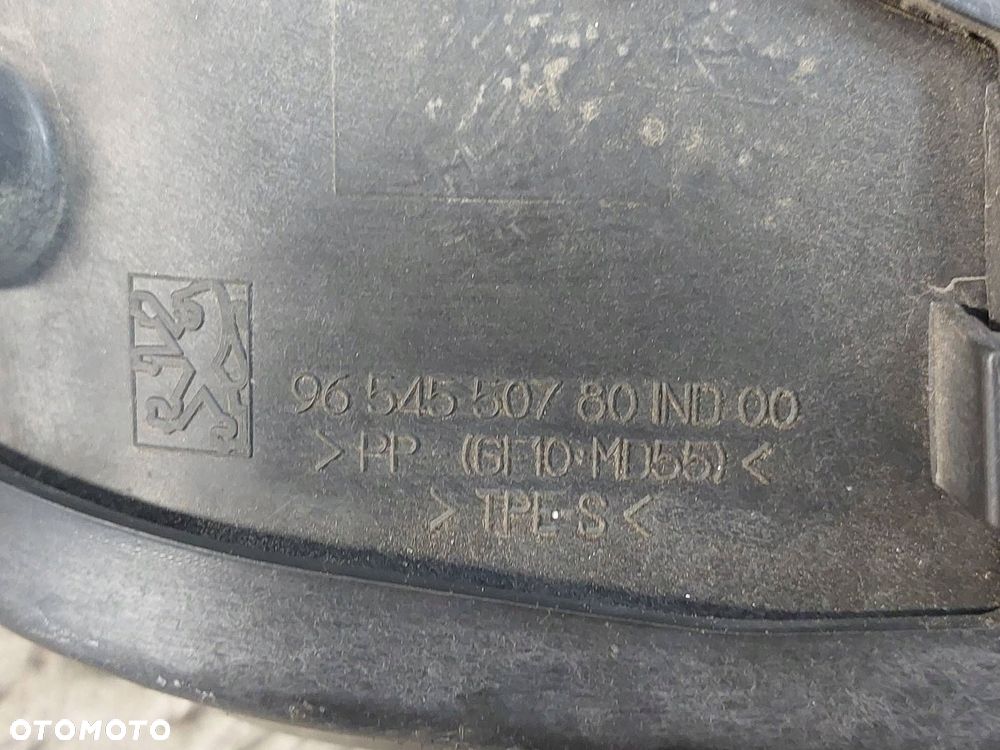 96 545 507 80 IND 00
>PP (GF10+MD55)<
>TPE-S<
OTOMOTO